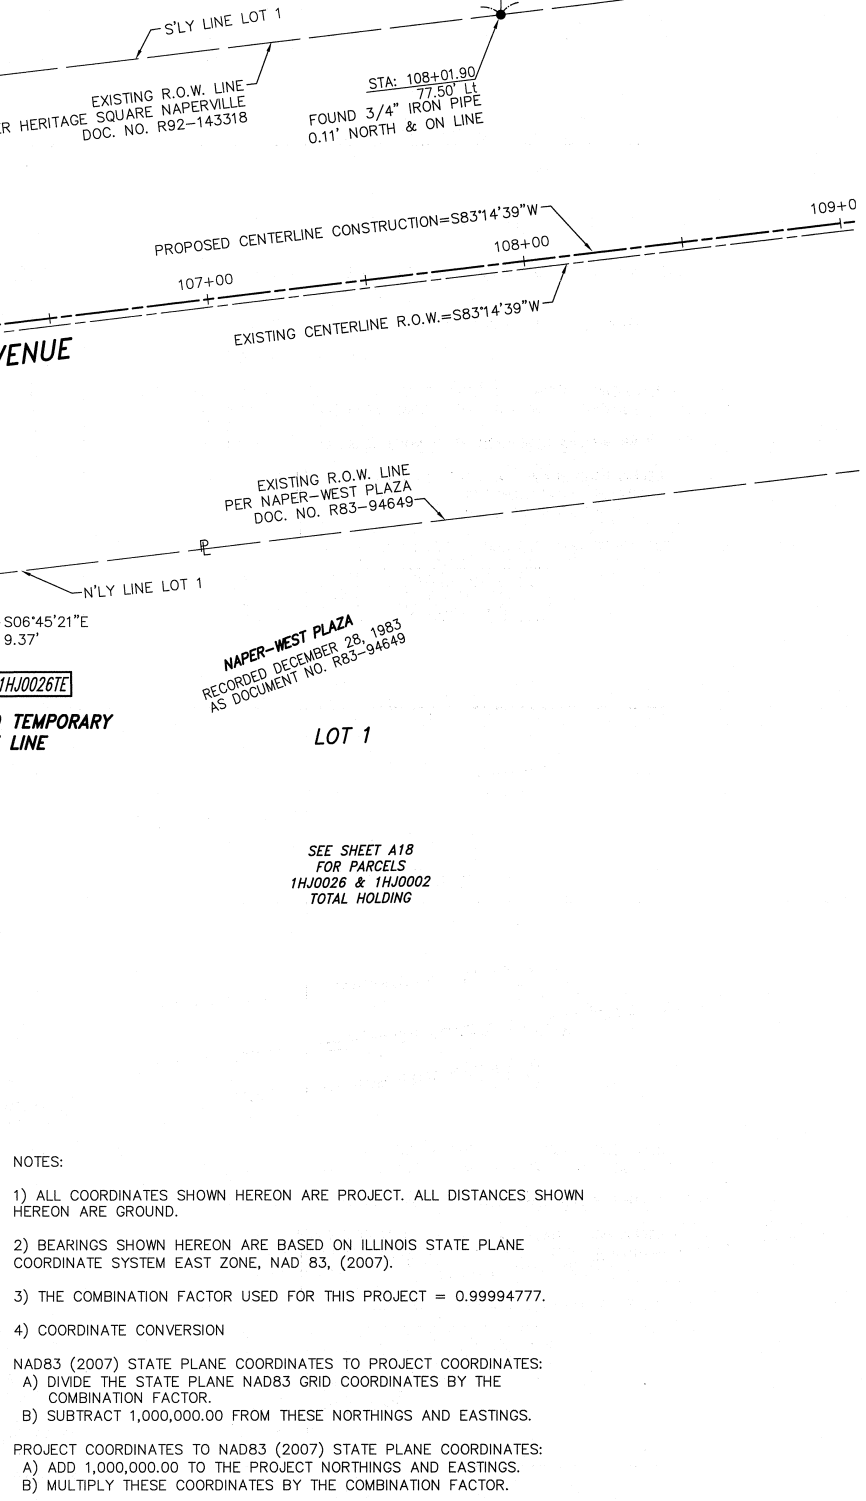 S'LY LINE LOT 1
EXISTING R.O.W. LINE
HERITAGE SQUARE NAPERVILLE
DOC. NO. R92-143318
STA: 108+01.90
77.50' Lt
FOUND 3/4" IRON PIPE
0.11' NORTH & ON LINE
PROPOSED CENTERLINE CONSTRUCTION=S83°14'39"W
109+0
108+00
107+00
EXISTING CENTERLINE R.O.W.=S83°14'39"W
VENUE
EXISTING R.O.W. LINE
PER NAPER-WEST PLAZA
DOC. NO. R83-94649
PL
N'LY LINE LOT 1
S06°45'21"E
9.37'
NAPER-WEST PLAZA
RECORDED DECEMBER 28, 1983
AS DOCUMENT NO. R83-94649
1HJ0026TE
TEMPORARY
LINE
LOT 1
SEE SHEET A18
FOR PARCELS
1HJ0026 & 1HJ0002
TOTAL HOLDING
NOTES:
1) ALL COORDINATES SHOWN HEREON ARE PROJECT. ALL DISTANCES SHOWN
HEREON ARE GROUND.
2) BEARINGS SHOWN HEREON ARE BASED ON ILLINOIS STATE PLANE
COORDINATE SYSTEM EAST ZONE, NAD 83, (2007).
3) THE COMBINATION FACTOR USED FOR THIS PROJECT = 0.99994777.
4) COORDINATE CONVERSION
NAD83 (2007) STATE PLANE COORDINATES TO PROJECT COORDINATES:
A) DIVIDE THE STATE PLANE NAD83 GRID COORDINATES BY THE
COMBINATION FACTOR.
B) SUBTRACT 1,000,000.00 FROM THESE NORTHINGS AND EASTINGS.
PROJECT COORDINATES TO NAD83 (2007) STATE PLANE COORDINATES:
A) ADD 1,000,000.00 TO THE PROJECT NORTHINGS AND EASTINGS.
B) MULTIPLY THESE COORDINATES BY THE COMBINATION FACTOR.